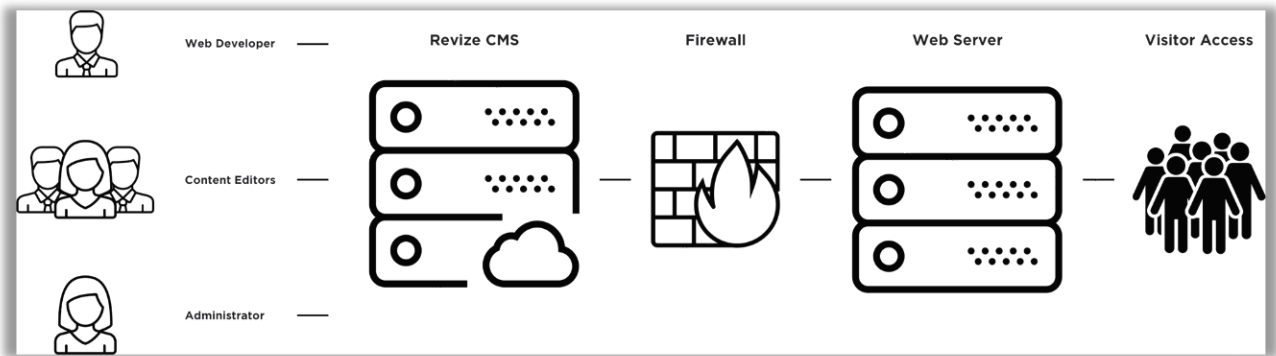 Web Developer
Revize CMS
Firewall
Web Server
Visitor Access
Content Editors
Administrator